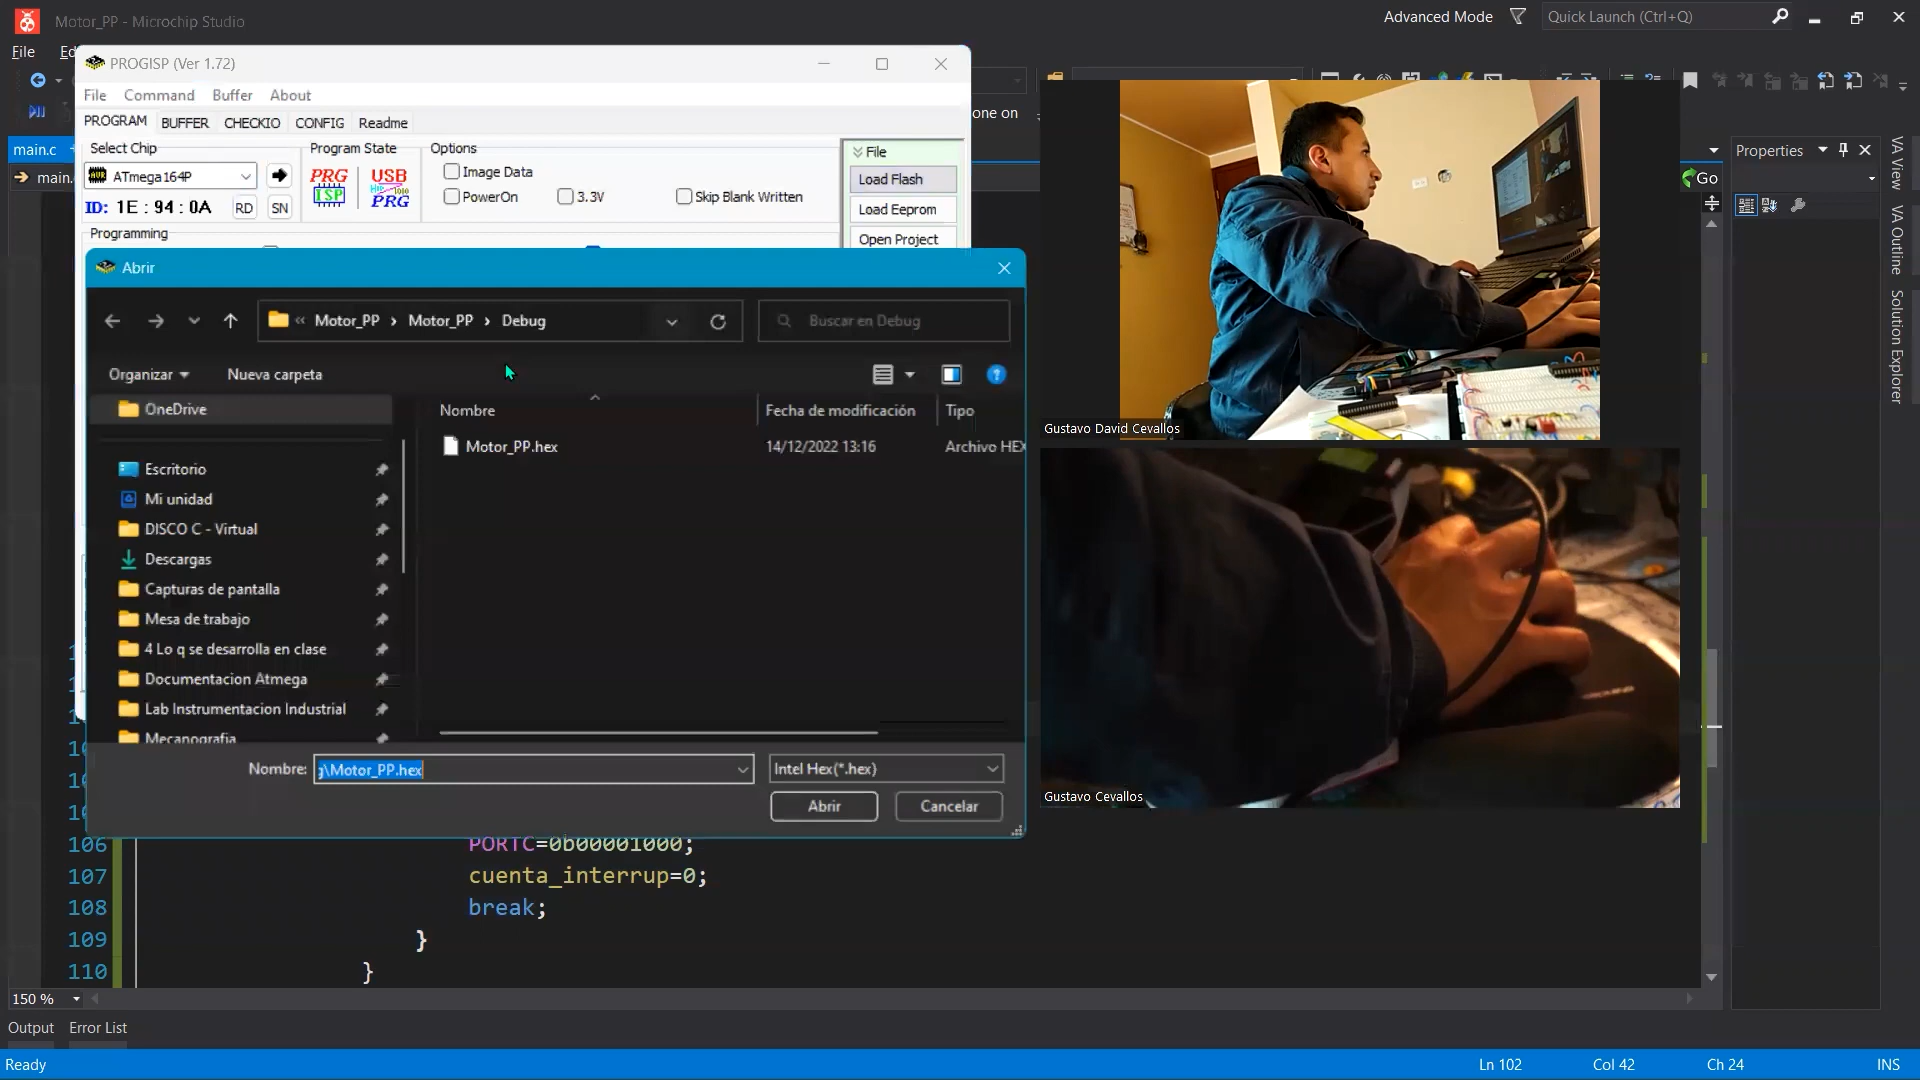 Motor_PP - Microchip Studio
Advanced Mode
Quick Launch (Ctrl+Q)
File
PROGISP (Ver 1.72)
File Command Buffer About
PROGRAM BUFFER CHECKIO CONFIG Readme
one on
main.c
main.
Select Chip
Program State
Options
File
ATmega164P
PRG ISP
USB PRG
Image Data
Load Flash
PowerOn
3.3V
Skip Blank Written
ID: 1E : 94 : 0A
RD
SN
Load Eeprom
Programming
Open Project
Properties
Go
VA View
VA Outline
Solution Explorer
Abrir
« Motor_PP › Motor_PP › Debug
Buscar en Debug
Organizar
Nueva carpeta
OneDrive
Nombre
Fecha de modificación
Tipo
Motor_PP.hex
14/12/2022 13:16
Archivo HEX
Escritorio
Mi unidad
DISCO C - Virtual
Descargas
Capturas de pantalla
Mesa de trabajo
4 Lo q se desarrolla en clase
Documentacion Atmega
Lab Instrumentacion Industrial
Mecanografia
Nombre:
g\Motor_PP.hex
Intel Hex(*.hex)
Abrir
Cancelar
Gustavo David Cevallos
Gustavo Cevallos
106 PORTC=0b00001000;
107 cuenta_interrup=0;
108 break;
109 }
110 }
150 %
Output Error List
Ready
Ln 102
Col 42
Ch 24
INS